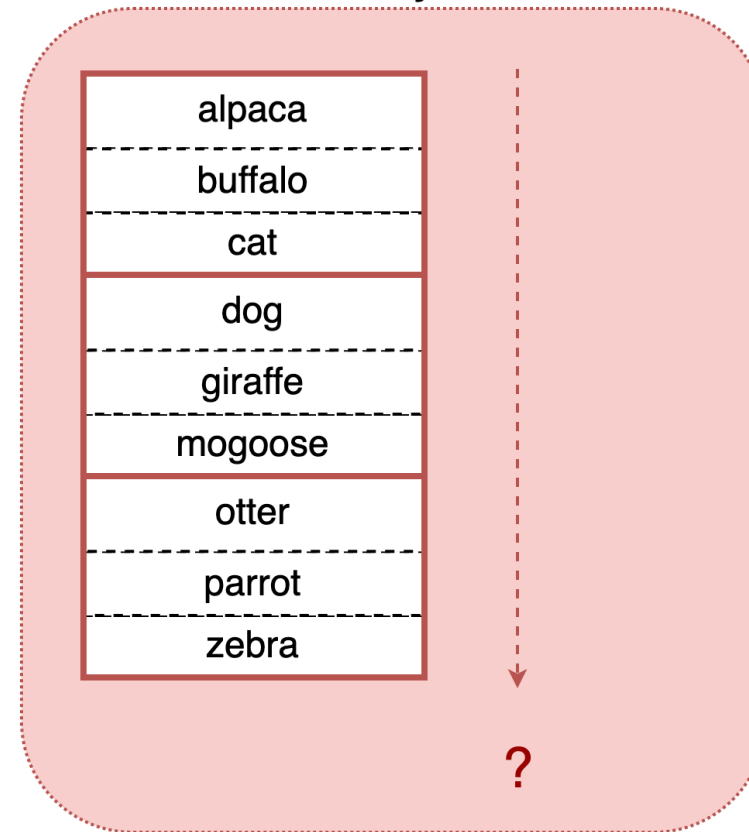 alpaca
buffalo
cat
dog
giraffe
mogoose
otter
parrot
zebra
?